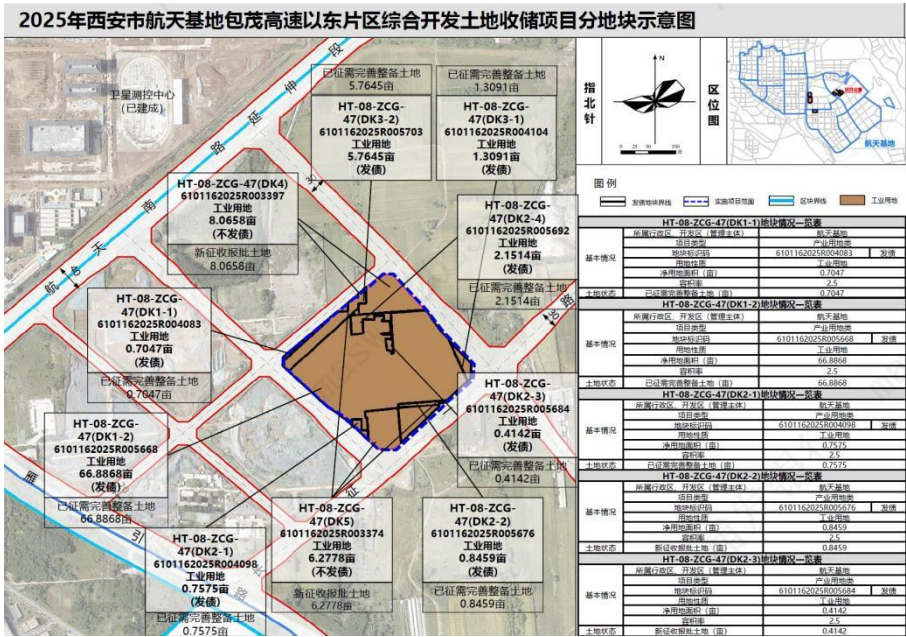 2025年西安市航天基地包茂高速以东片区综合开发土地收储项目分地块示意图
卫星测控中心
(已建成)
航天南路延伸段
40
35
30
雁引路
长征路
已征需完善整备土地
5.7645亩
HT-08-ZCG-
47(DK3-2)
6101162025R005703
工业用地
5.7645亩
(发债)
已征需完善整备土地
1.3091亩
HT-08-ZCG-
47(DK3-1)
6101162025R004104
工业用地
1.3091亩
(发债)
HT-08-ZCG-47(DK4)
6101162025R003397
工业用地
8.0658亩
(不发债)
新征收报批土地
8.0658亩
HT-08-ZCG-
47(DK2-4)
6101162025R005692
工业用地
2.1514亩
(发债)
已征需完善整备土地
2.1514亩
HT-08-ZCG-
47(DK1-1)
6101162025R004083
工业用地
0.7047亩
(发债)
已征需完善整备土地
0.7047亩
HT-08-ZCG-
47(DK2-3)
6101162025R005684
工业用地
0.4142亩
(发债)
已征需完善整备土地
0.4142亩
HT-08-ZCG-
47(DK1-2)
6101162025R005668
工业用地
66.8868亩
(发债)
已征需完善整备土地
66.8868亩
HT-08-ZCG-
47(DK2-1)
6101162025R004098
工业用地
0.7575亩
(发债)
已征需完善整备土地
0.7575亩
HT-08-ZCG-
47(DK5)
6101162025R003374
工业用地
6.2778亩
(不发债)
新征收报批土地
6.2778亩
HT-08-ZCG-
47(DK2-2)
6101162025R005676
工业用地
0.8459亩
(发债)
已征需完善整备土地
0.8459亩
指北针
N
0 25 50 100
区位图
项目位置
航天基地
图例
发债地块界线
实施项目范围
区块界线
工业用地
HT-08-ZCG-47(DK1-1)地块情况一览表
基本情况
所属行政区、开发区(管理主体) 航天基地
项目类型 产业用地类
地块标识码 6101162025R004083 发债
用地性质 工业用地
净用地面积(亩) 0.7047
容积率 2.5
土地状态 已征需完善整备土地(亩) 0.7047
HT-08-ZCG-47(DK1-2)地块情况一览表
基本情况
所属行政区、开发区(管理主体) 航天基地
项目类型 产业用地类
地块标识码 6101162025R005668 发债
用地性质 工业用地
净用地面积(亩) 66.8868
容积率 2.5
土地状态 已征需完善整备土地(亩) 66.8868
HT-08-ZCG-47(DK2-1)地块情况一览表
基本情况
所属行政区、开发区(管理主体) 航天基地
项目类型 产业用地类
地块标识码 6101162025R004098 发债
用地性质 工业用地
净用地面积(亩) 0.7575
容积率 2.5
土地状态 已征需完善整备土地(亩) 0.7575
HT-08-ZCG-47(DK2-2)地块情况一览表
基本情况
所属行政区、开发区(管理主体) 航天基地
项目类型 产业用地类
地块标识码 6101162025R005676 发债
用地性质 工业用地
净用地面积(亩) 0.8459
容积率 2.5
土地状态 新征收报批土地(亩) 0.8459
HT-08-ZCG-47(DK2-3)地块情况一览表
基本情况
所属行政区、开发区(管理主体) 航天基地
项目类型 产业用地类
地块标识码 6101162025R005684 发债
用地性质 工业用地
净用地面积(亩) 0.4142
容积率 2.5
土地状态 新征收报批土地(亩) 0.4142